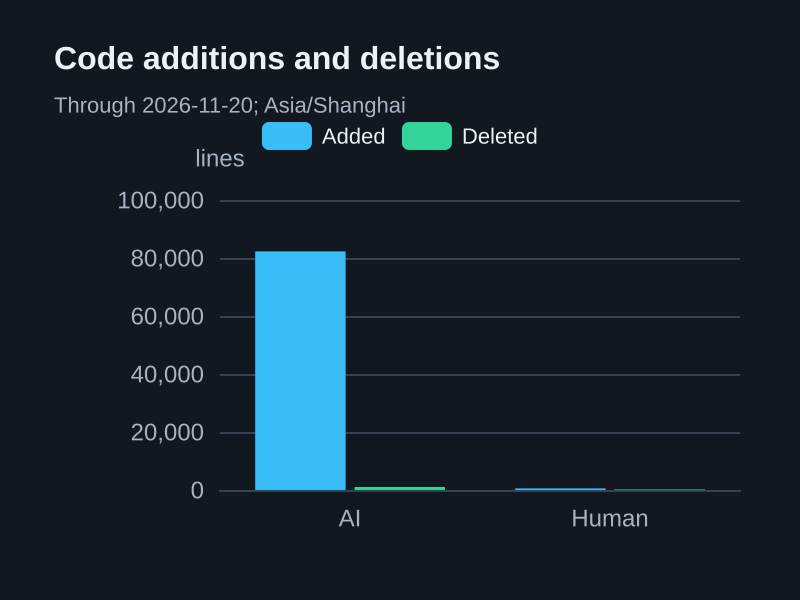 Code additions and deletions
Through 2026-11-20; Asia/Shanghai
Added Deleted
lines
100,000
80,000
60,000
40,000
20,000
0
AI Human